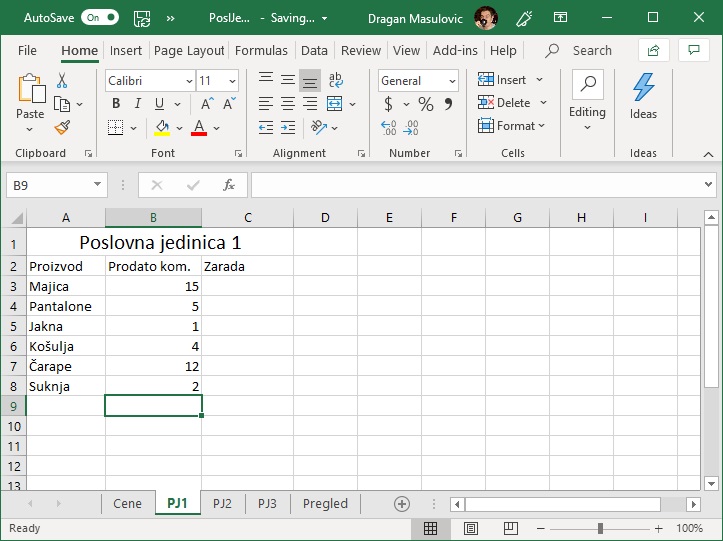 AutoSave On PoslJe... - Saving... Dragan Masulovic
File Home Insert Page Layout Formulas Data Review View Add-ins Help Search
Calibri 11 ab General Insert
Paste B I U A A $ % Delete Editing Ideas
A Format
Clipboard Font Alignment Number Cells Ideas
B9 fx
A B C D E F G H I
1 Poslovna jedinica 1
2 Proizvod Prodato kom. Zarada
3 Majica 15
4 Pantalone 5
5 Jakna 1
6 Košulja 4
7 Čarape 12
8 Suknja 2
9
10
11
12
13
Cene PJ1 PJ2 PJ3 Pregled
Ready 100%